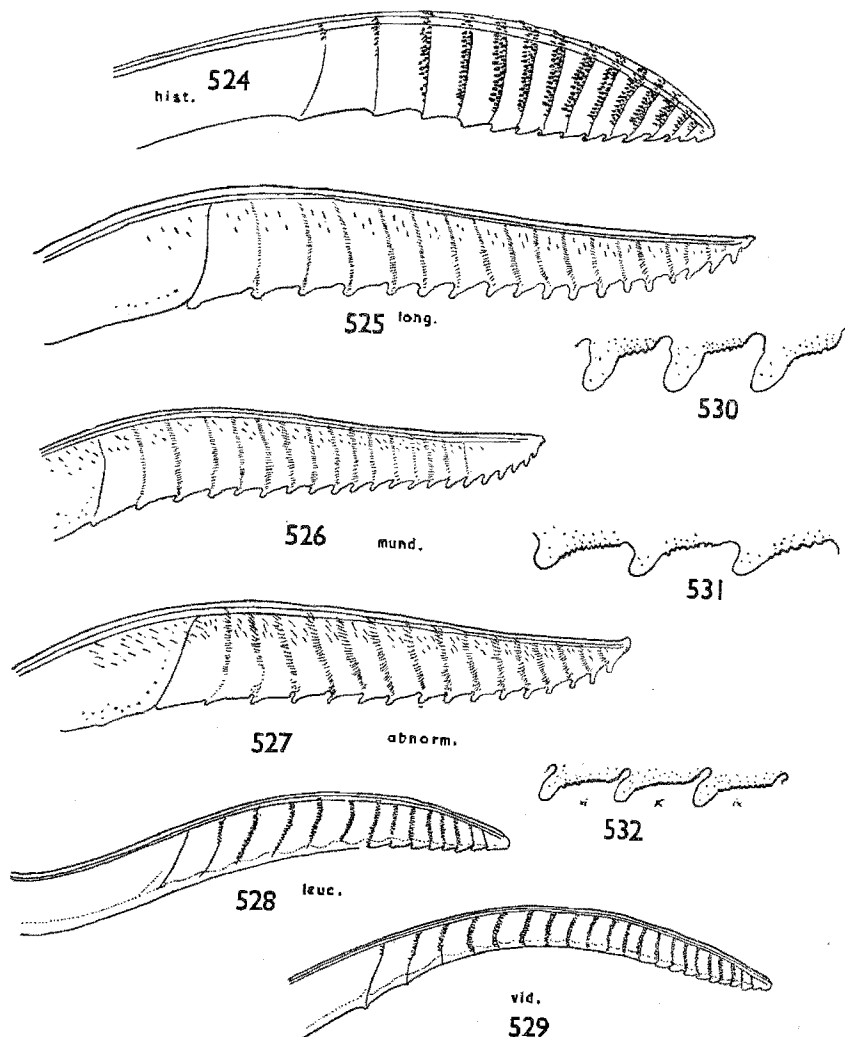 524
hist.
525 long.
530
526 mund.
531
527 abnorm.
532
528 leuc.
vid.
529